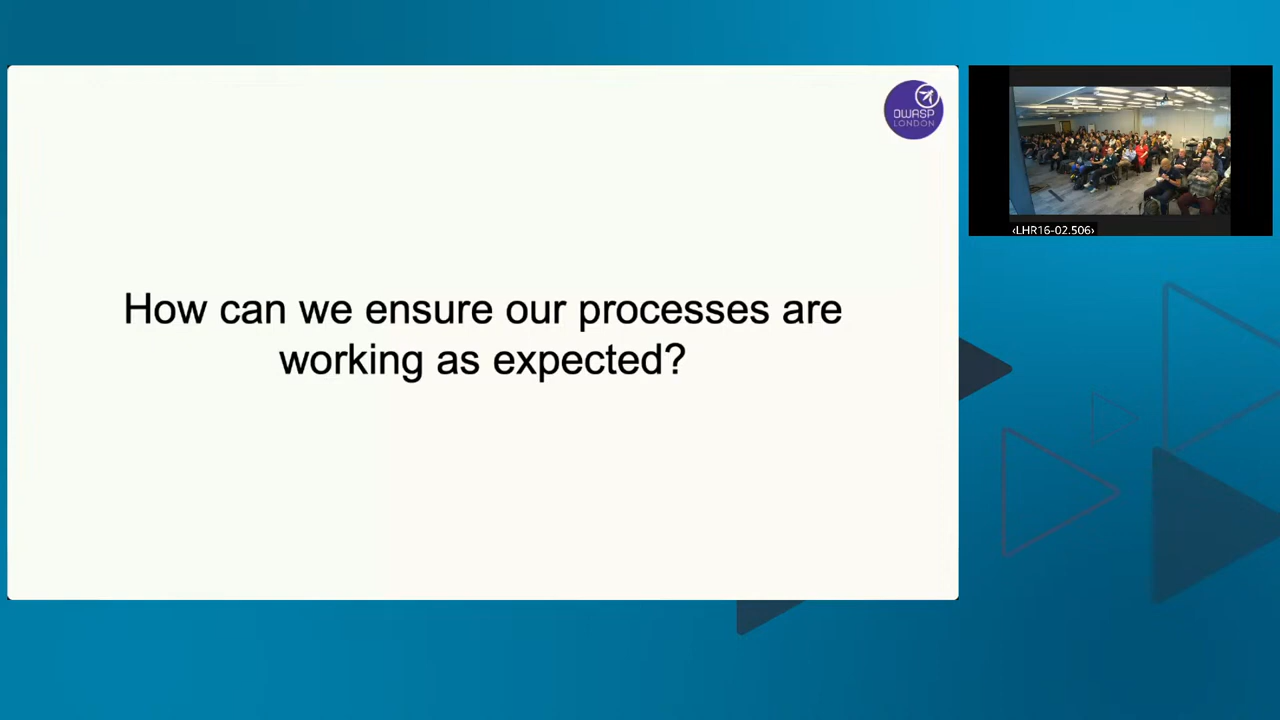 OWASP
LONDON
How can we ensure our processes are
working as expected?
‹LHR16-02.506›